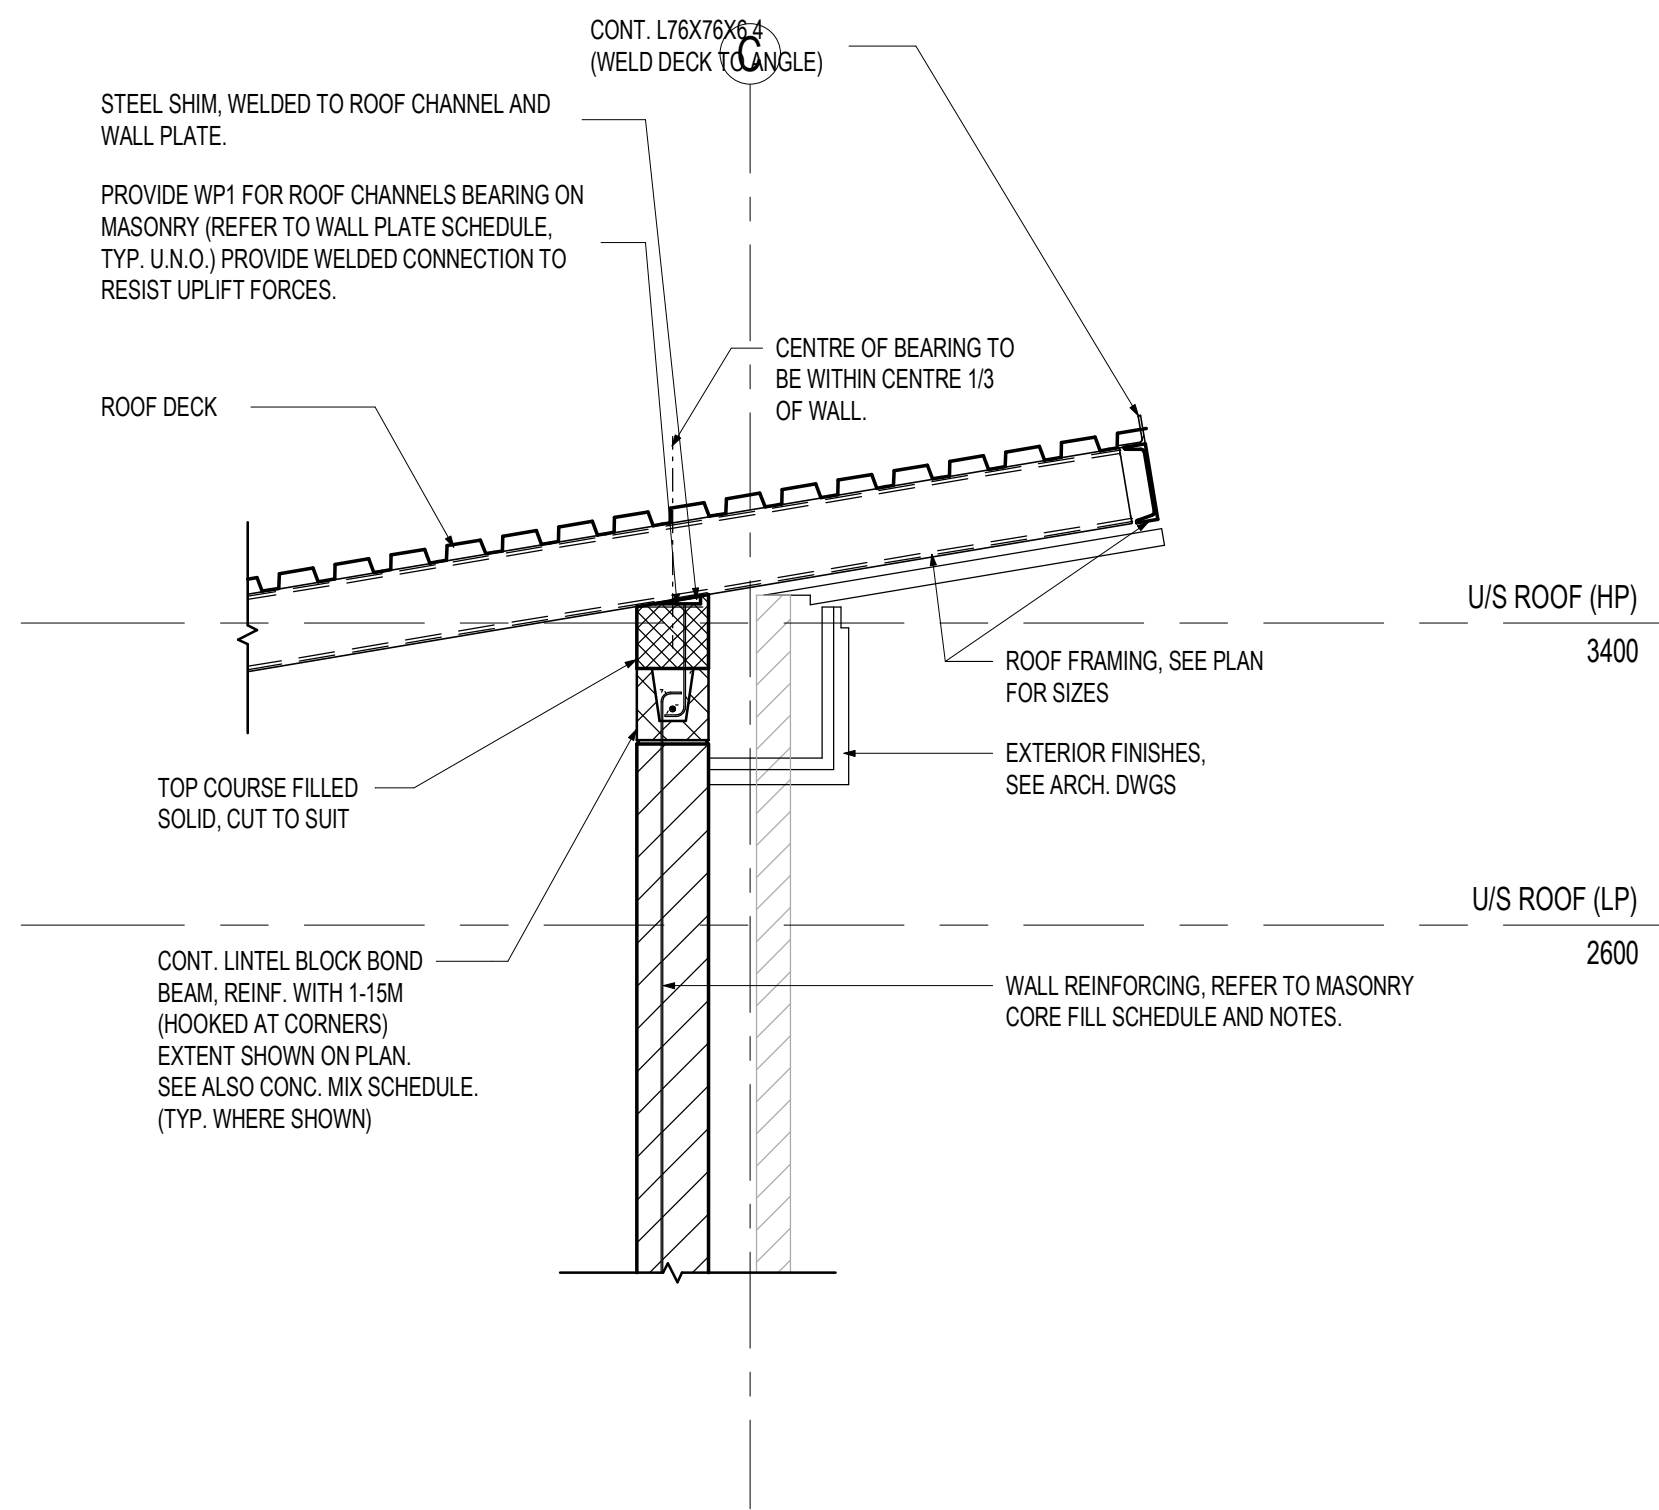 CONT. L76X76X6.4
(WELD DECK TO ANGLE)
C
STEEL SHIM, WELDED TO ROOF CHANNEL AND
WALL PLATE.
PROVIDE WP1 FOR ROOF CHANNELS BEARING ON
MASONRY (REFER TO WALL PLATE SCHEDULE,
TYP. U.N.O.) PROVIDE WELDED CONNECTION TO
RESIST UPLIFT FORCES.
CENTRE OF BEARING TO
BE WITHIN CENTRE 1/3
OF WALL.
ROOF DECK
U/S ROOF (HP)
3400
ROOF FRAMING, SEE PLAN
FOR SIZES
EXTERIOR FINISHES,
SEE ARCH. DWGS
TOP COURSE FILLED
SOLID, CUT TO SUIT
U/S ROOF (LP)
2600
CONT. LINTEL BLOCK BOND
BEAM, REINF. WITH 1-15M
(HOOKED AT CORNERS)
EXTENT SHOWN ON PLAN.
SEE ALSO CONC. MIX SCHEDULE.
(TYP. WHERE SHOWN)
WALL REINFORCING, REFER TO MASONRY
CORE FILL SCHEDULE AND NOTES.